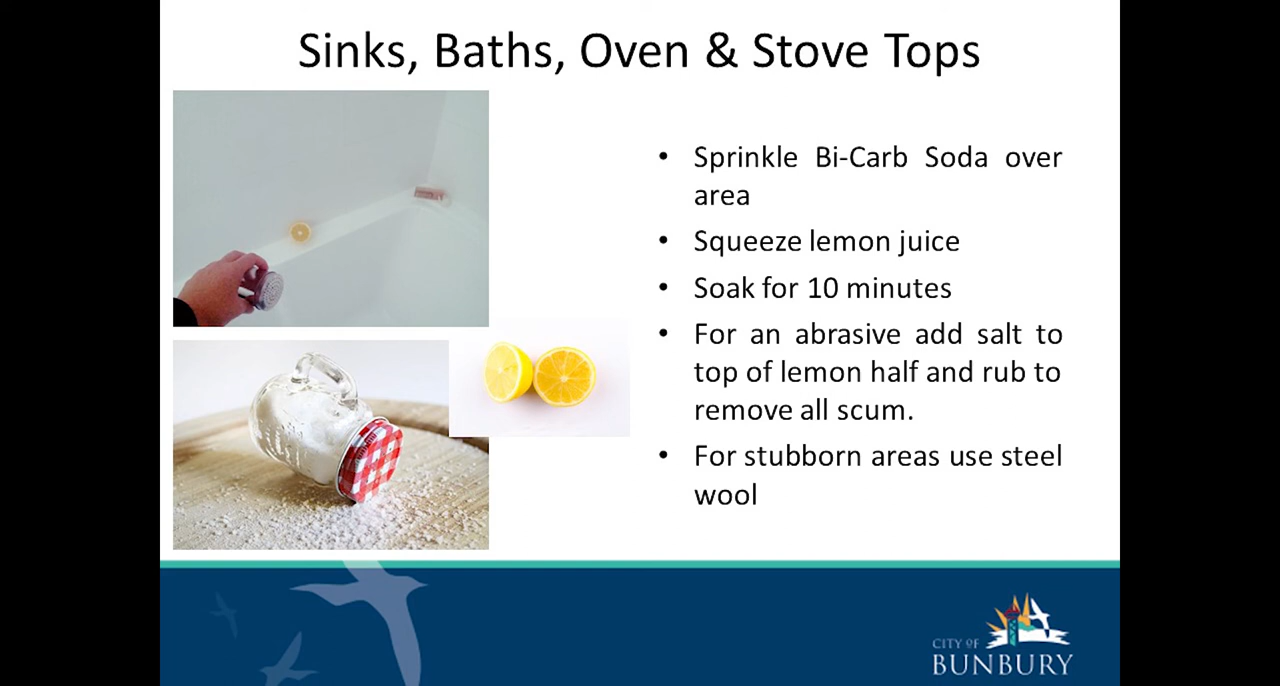 Sinks, Baths, Oven & Stove Tops
• Sprinkle Bi-Carb Soda over
area
• Squeeze lemon juice
• Soak for 10 minutes
• For an abrasive add salt to
top of lemon half and rub to
remove all scum.
• For stubborn areas use steel
wool
CITY OF
BUNBURY